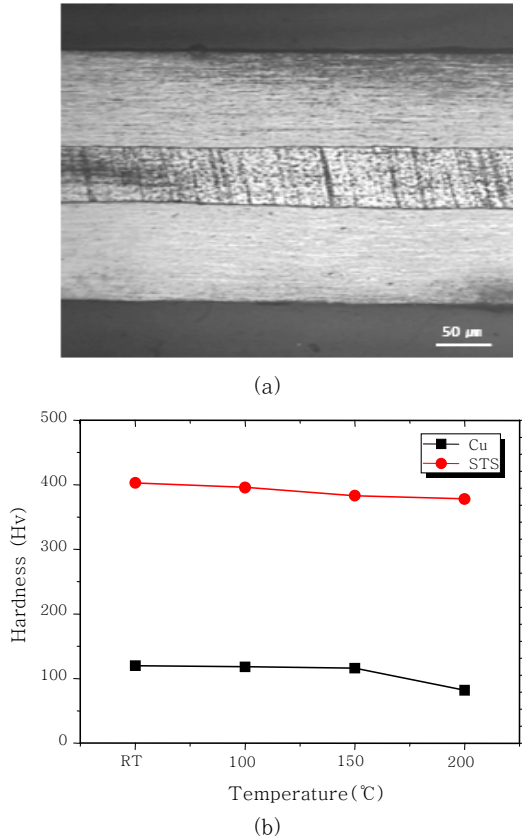 50 ㎛
(a)
500
400
300
200
100
0
Hardness (Hv)
Cu
STS
RT 100 150 200
Temperature(℃)
(b)